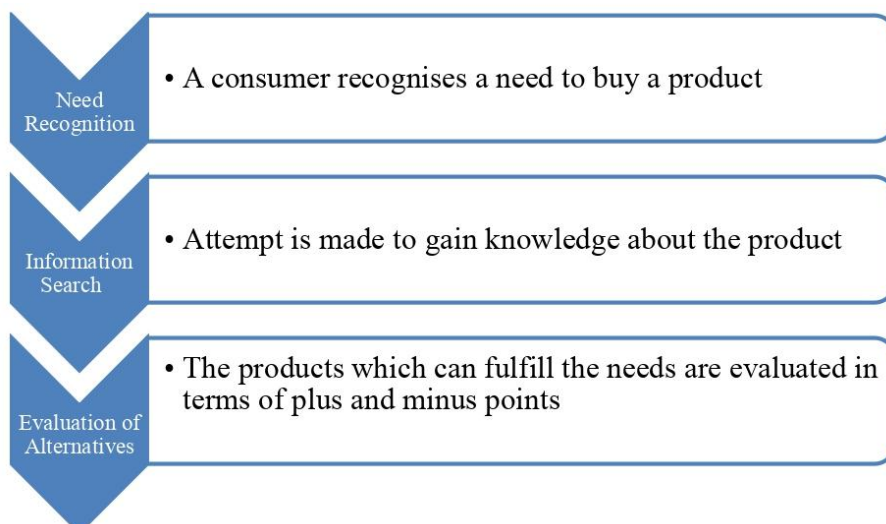 Need
Recognition
• A consumer recognises a need to buy a product
Information
Search
• Attempt is made to gain knowledge about the product
Evaluation of
Alternatives
• The products which can fulfill the needs are evaluated in
terms of plus and minus points